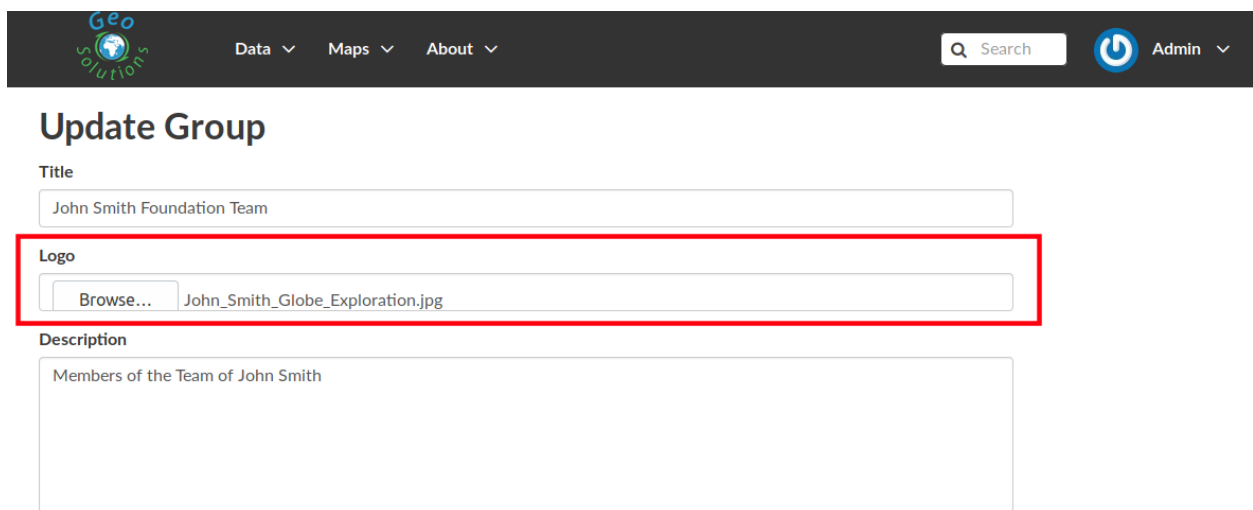 Geo
Solutions
Data Maps About Search Admin
Update Group
Title
John Smith Foundation Team
Logo
Browse... John_Smith_Globe_Exploration.jpg
Description
Members of the Team of John Smith